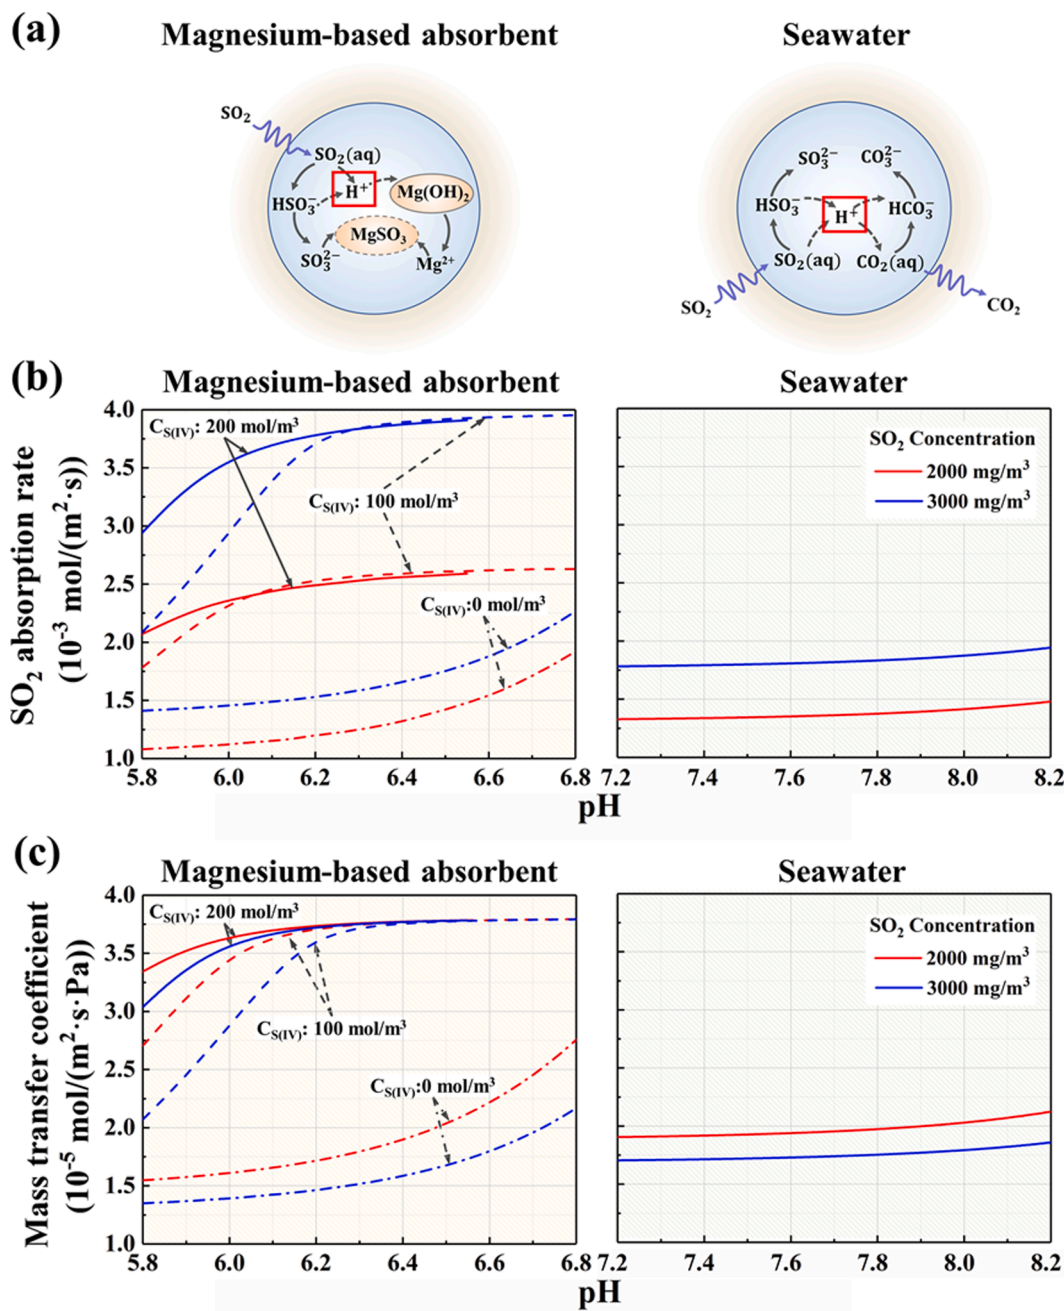 (a)
Magnesium-based absorbent
Seawater
SO₂
SO₂(aq)
H⁺
Mg(OH)₂
HSO₃⁻
MgSO₃
SO₃²⁻
Mg²⁺
SO₃²⁻
CO₃²⁻
HSO₃⁻
H⁺
HCO₃⁻
SO₂(aq)
CO₂(aq)
SO₂
CO₂
(b)
Magnesium-based absorbent
Seawater
SO₂ absorption rate
(10⁻³ mol/(m²·s))
4.0
3.5
3.0
2.5
2.0
1.5
1.0
C_S(IV): 200 mol/m³
C_S(IV): 100 mol/m³
C_S(IV):0 mol/m³
SO₂ Concentration
2000 mg/m³
3000 mg/m³
5.8 6.0 6.2 6.4 6.6 6.8
7.2 7.4 7.6 7.8 8.0 8.2
pH
(c)
Magnesium-based absorbent
Seawater
Mass transfer coefficient
(10⁻⁵ mol/(m²·s·Pa))
4.0
3.5
3.0
2.5
2.0
1.5
1.0
C_S(IV): 200 mol/m³
C_S(IV): 100 mol/m³
C_S(IV):0 mol/m³
SO₂ Concentration
2000 mg/m³
3000 mg/m³
5.8 6.0 6.2 6.4 6.6 6.8
7.2 7.4 7.6 7.8 8.0 8.2
pH